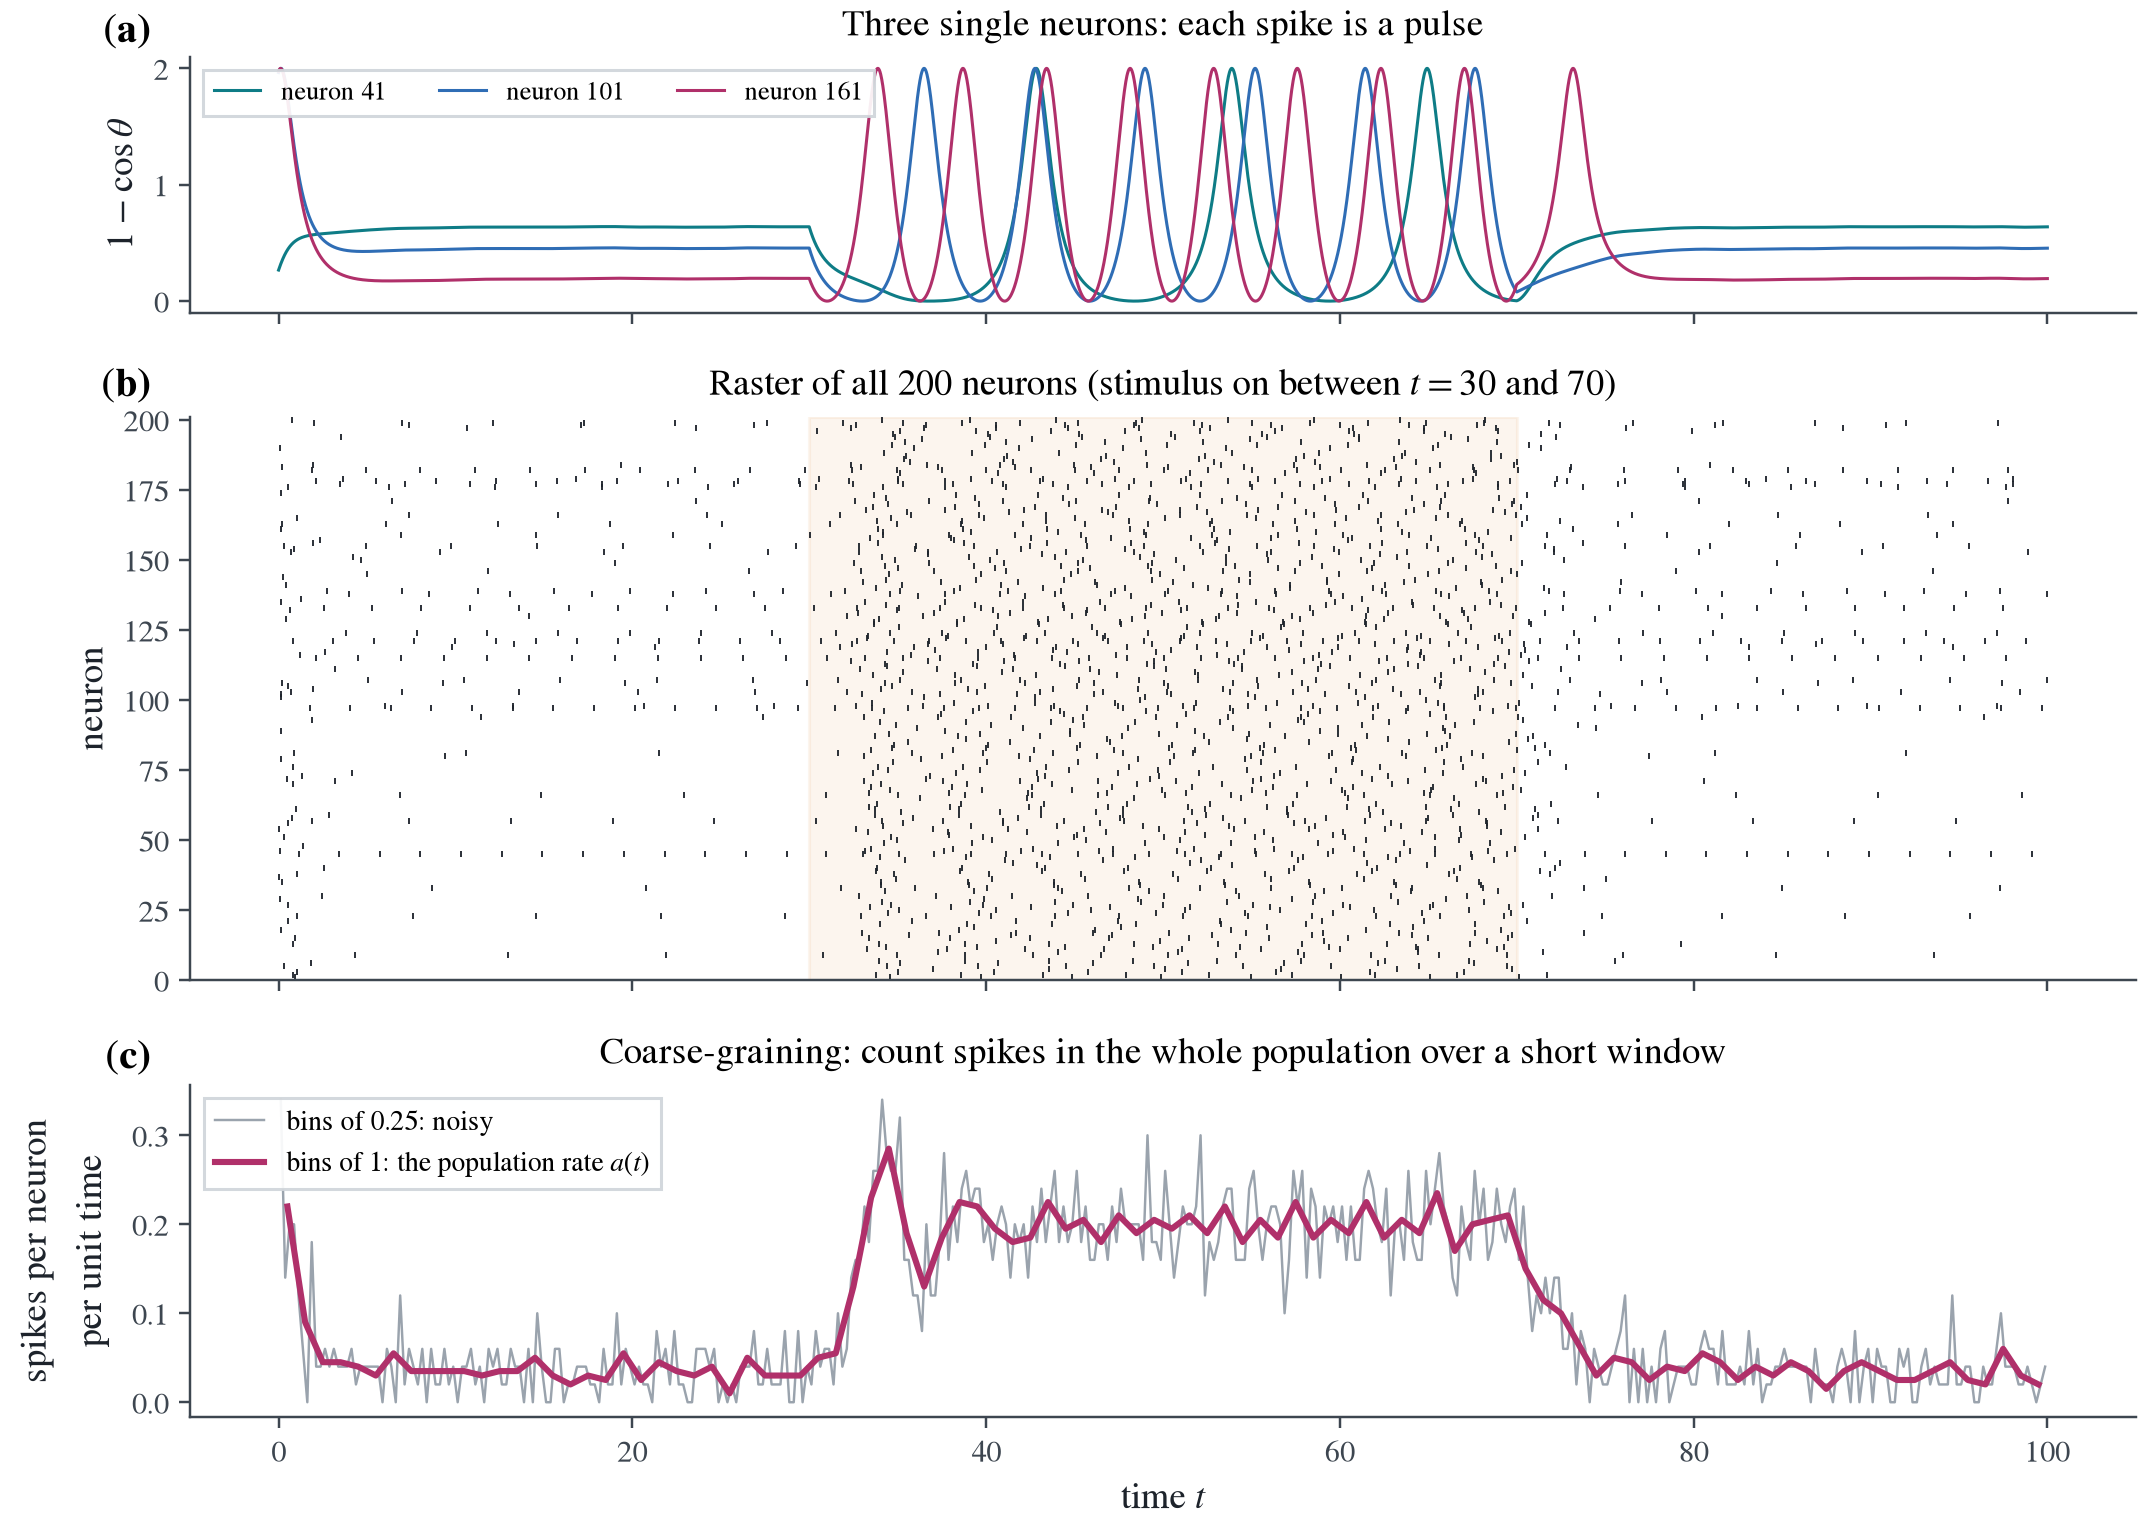 (a)
Three single neurons: each spike is a pulse
2
1
0
1 − cos θ
neuron 41
neuron 101
neuron 161
(b)
Raster of all 200 neurons (stimulus on between t = 30 and 70)
200
175
150
125
100
75
50
25
0
neuron
(c)
Coarse-graining: count spikes in the whole population over a short window
spikes per neuron
per unit time
0.3
0.2
0.1
0.0
bins of 0.25: noisy
bins of 1: the population rate a(t)
0
20
40
60
80
100
time t